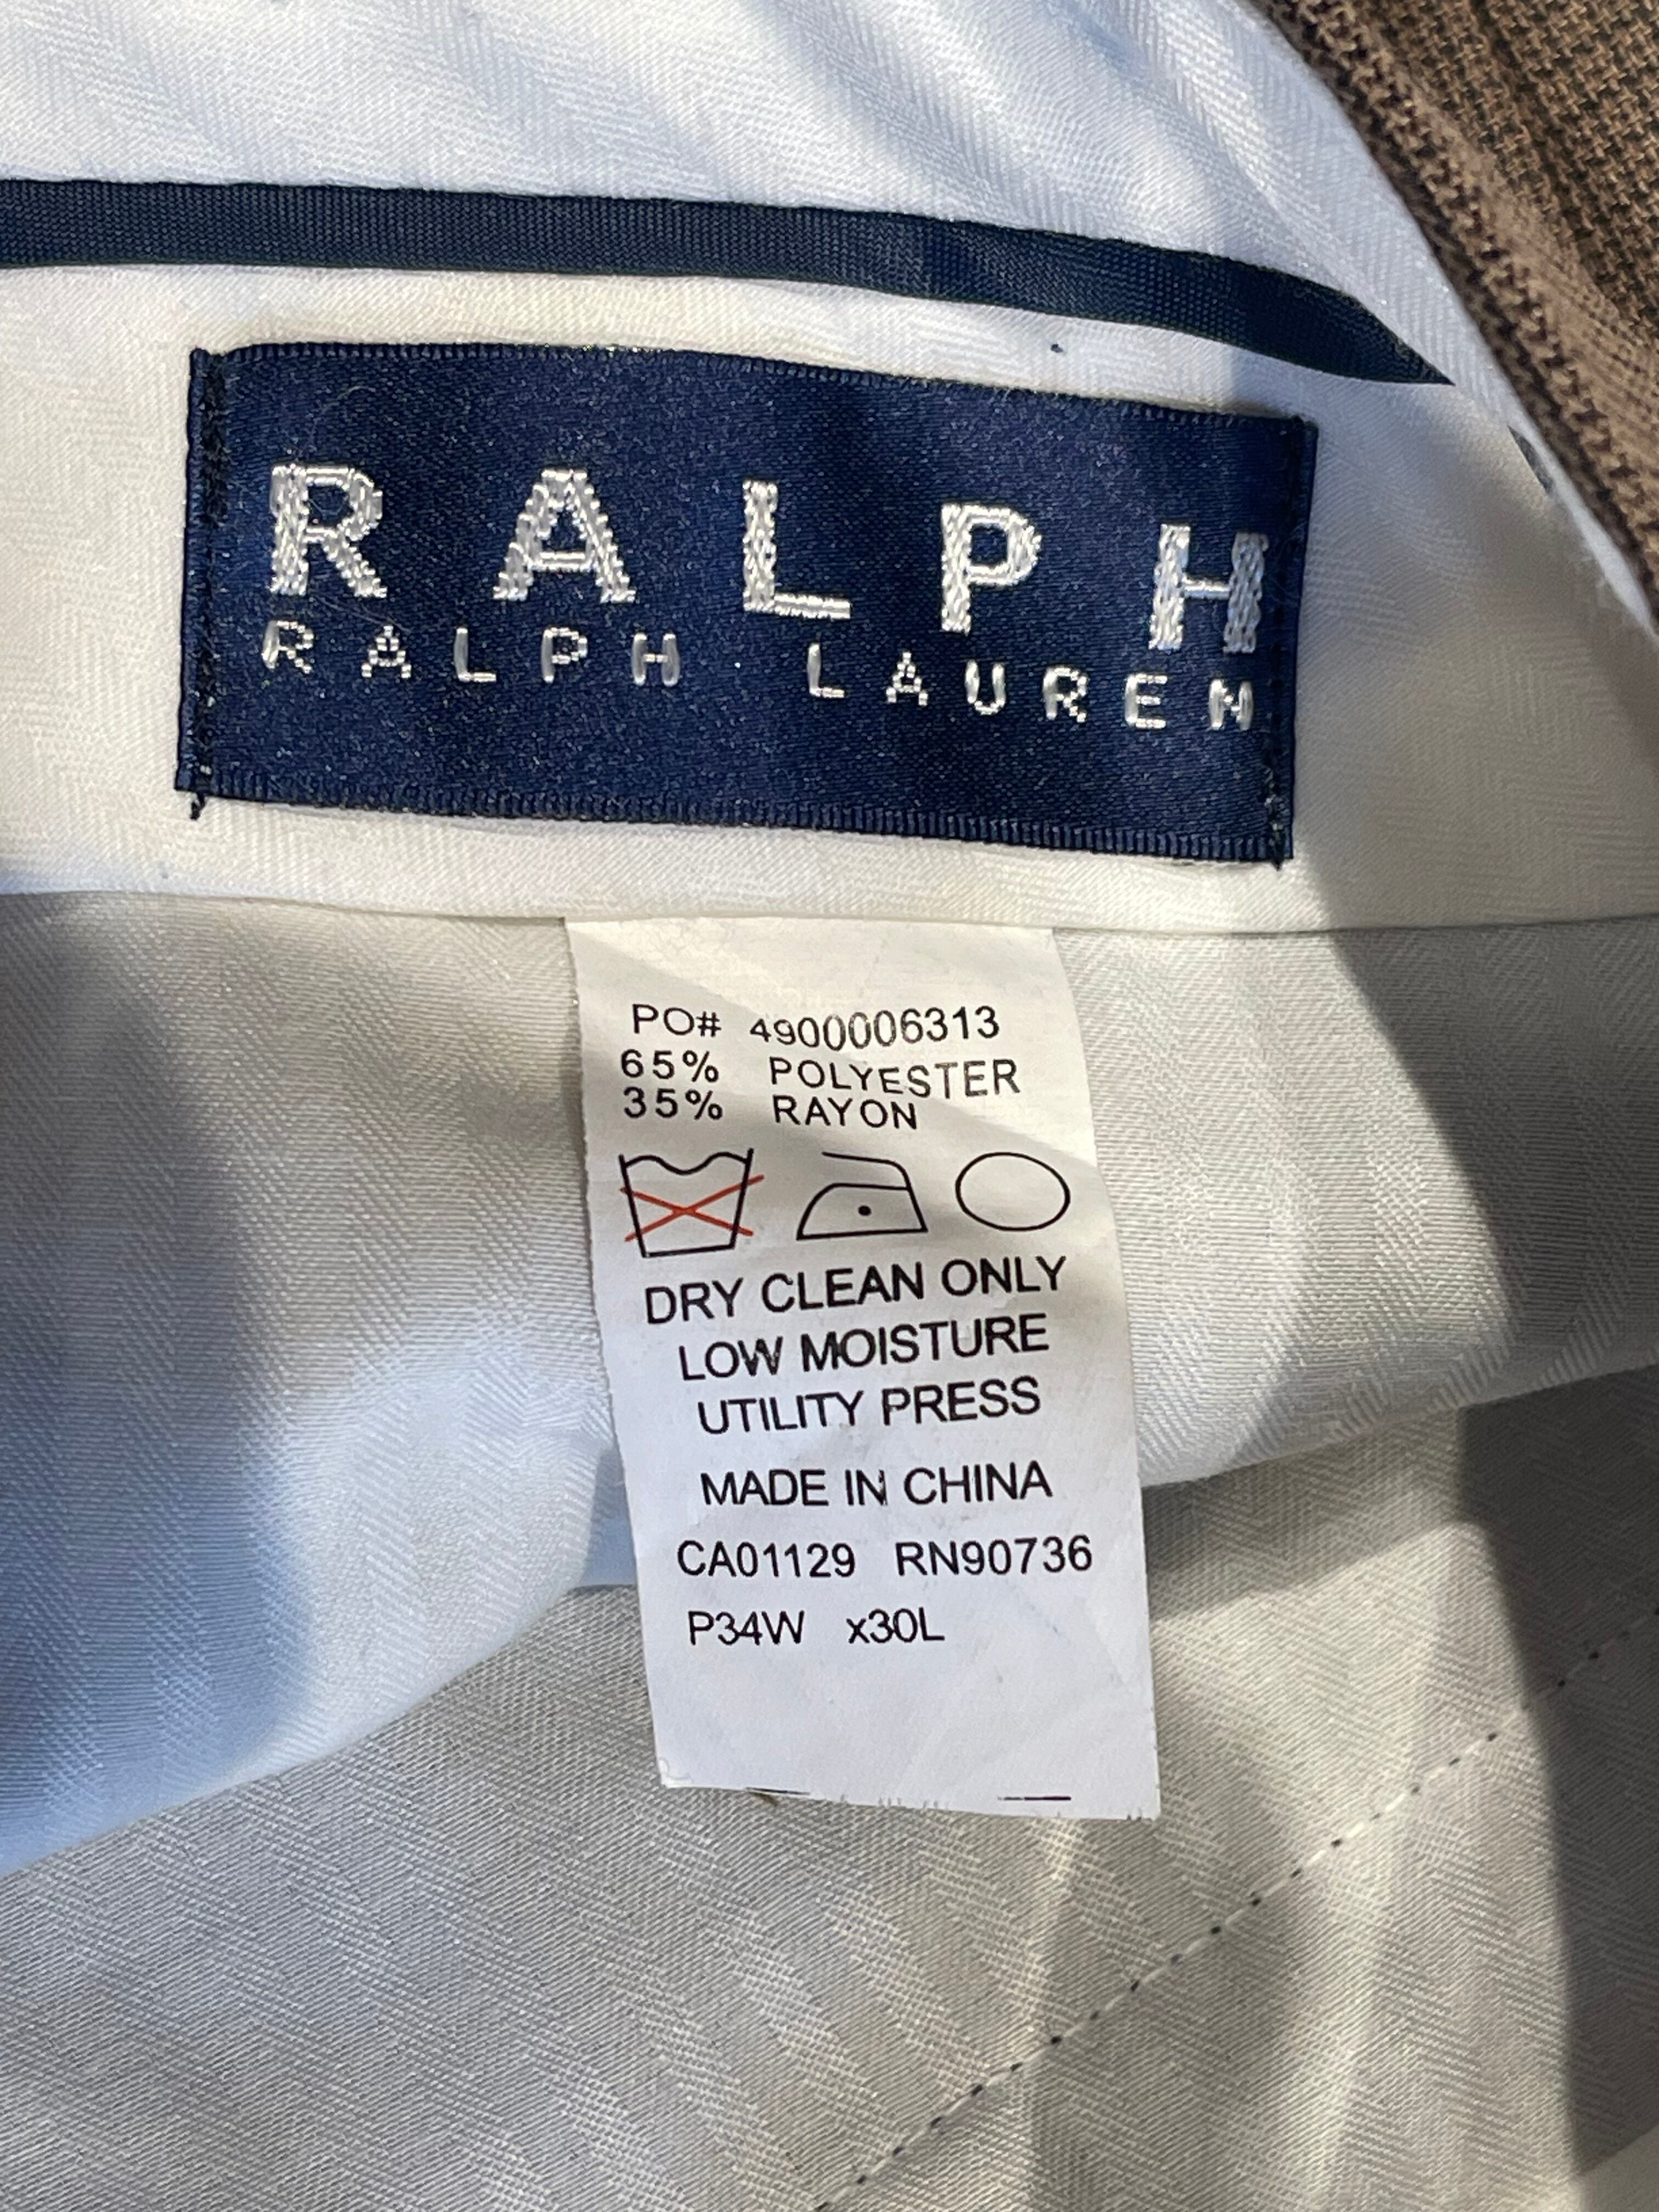 RALPH
RALPH LAUREN
PO# 4900006313
65% POLYESTER
35% RAYON
DRY CLEAN ONLY
LOW MOISTURE
UTILITY PRESS
MADE IN CHINA
CA01129 RN90736
P34W x30L